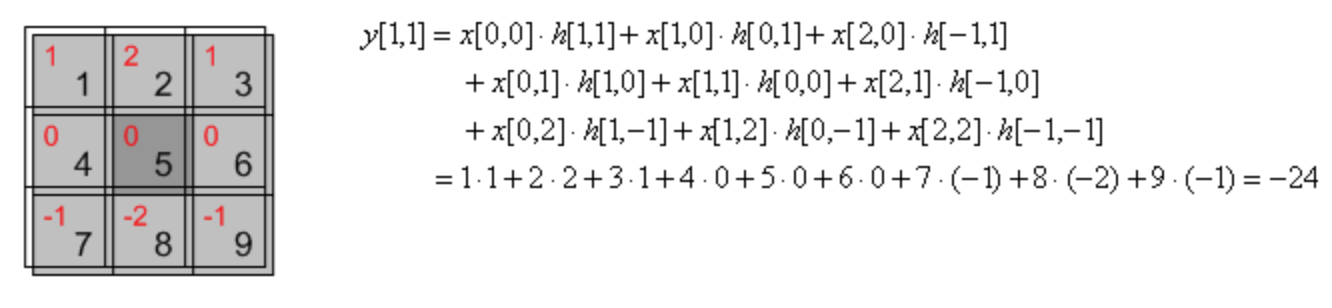 1 2 1
1 2 3
0 0 0
4 5 6
-1 -2 -1
7 8 9
y[1,1] = x[0,0]· h[1,1]+ x[1,0]· h[0,1]+ x[2,0]· h[−1,1]
+ x[0,1]· h[1,0]+ x[1,1]· h[0,0]+ x[2,1]· h[−1,0]
+ x[0,2]· h[1,−1]+ x[1,2]· h[0,−1]+ x[2,2]· h[−1,−1]
= 1·1+2·2+3·1+4·0+5·0+6·0+7·(−1)+8·(−2)+9·(−1) = −24